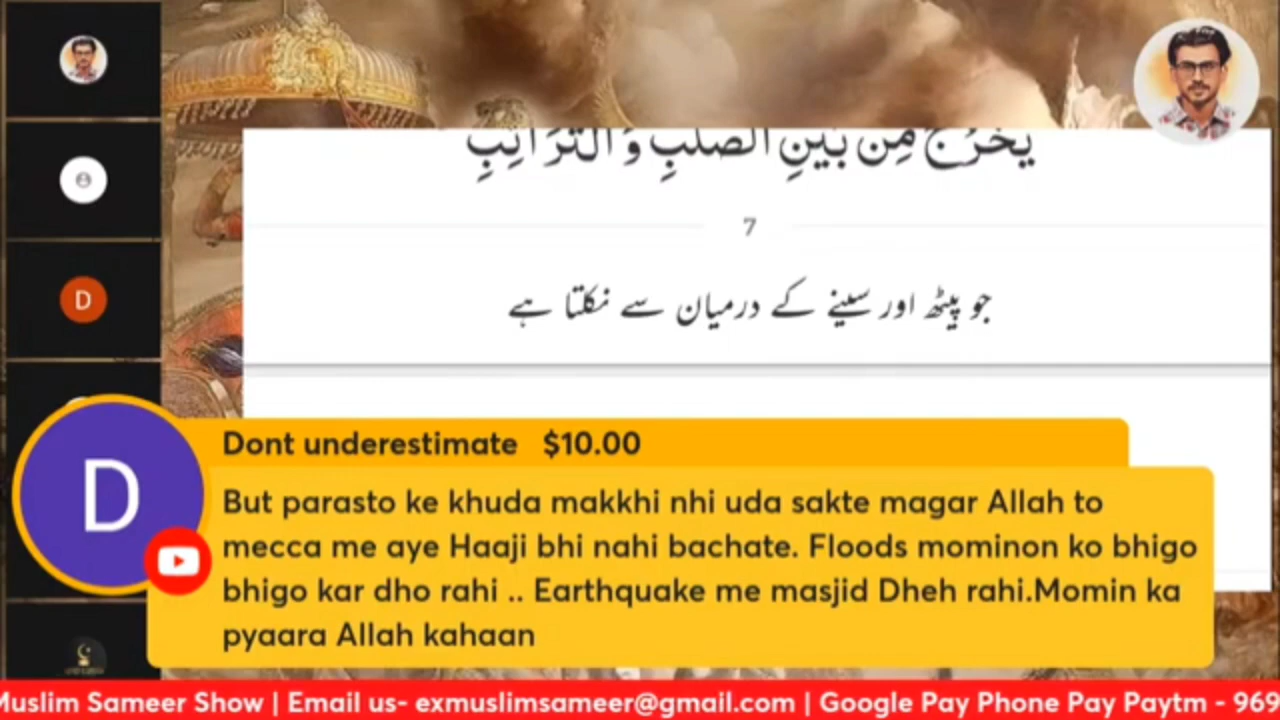 يَخْرُجُ مِن بَيْنِ الصُّلْبِ وَ التَّرَائِبِ
7
جو پیٹھ اور سینے کے درمیان سے نکلتا ہے
D
D
Dont underestimate $10.00
But parasto ke khuda makkhi nhi uda sakte magar Allah to
mecca me aye Haaji bhi nahi bachate. Floods mominon ko bhigo
bhigo kar dho rahi .. Earthquake me masjid Dheh rahi.Momin ka
pyaara Allah kahaan
Muslim Sameer Show | Email us- exmuslimsameer@gmail.com | Google Pay Phone Pay Paytm - 969